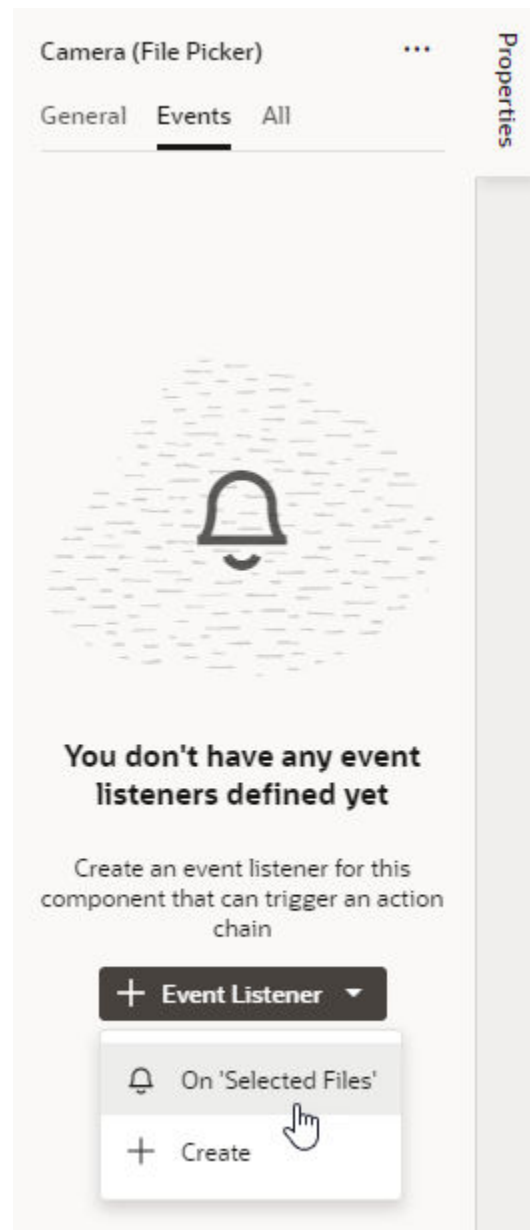 Camera (File Picker)
Properties
General Events All
You don't have any event
listeners defined yet
Create an event listener for this
component that can trigger an action
chain
+ Event Listener
On 'Selected Files'
+ Create